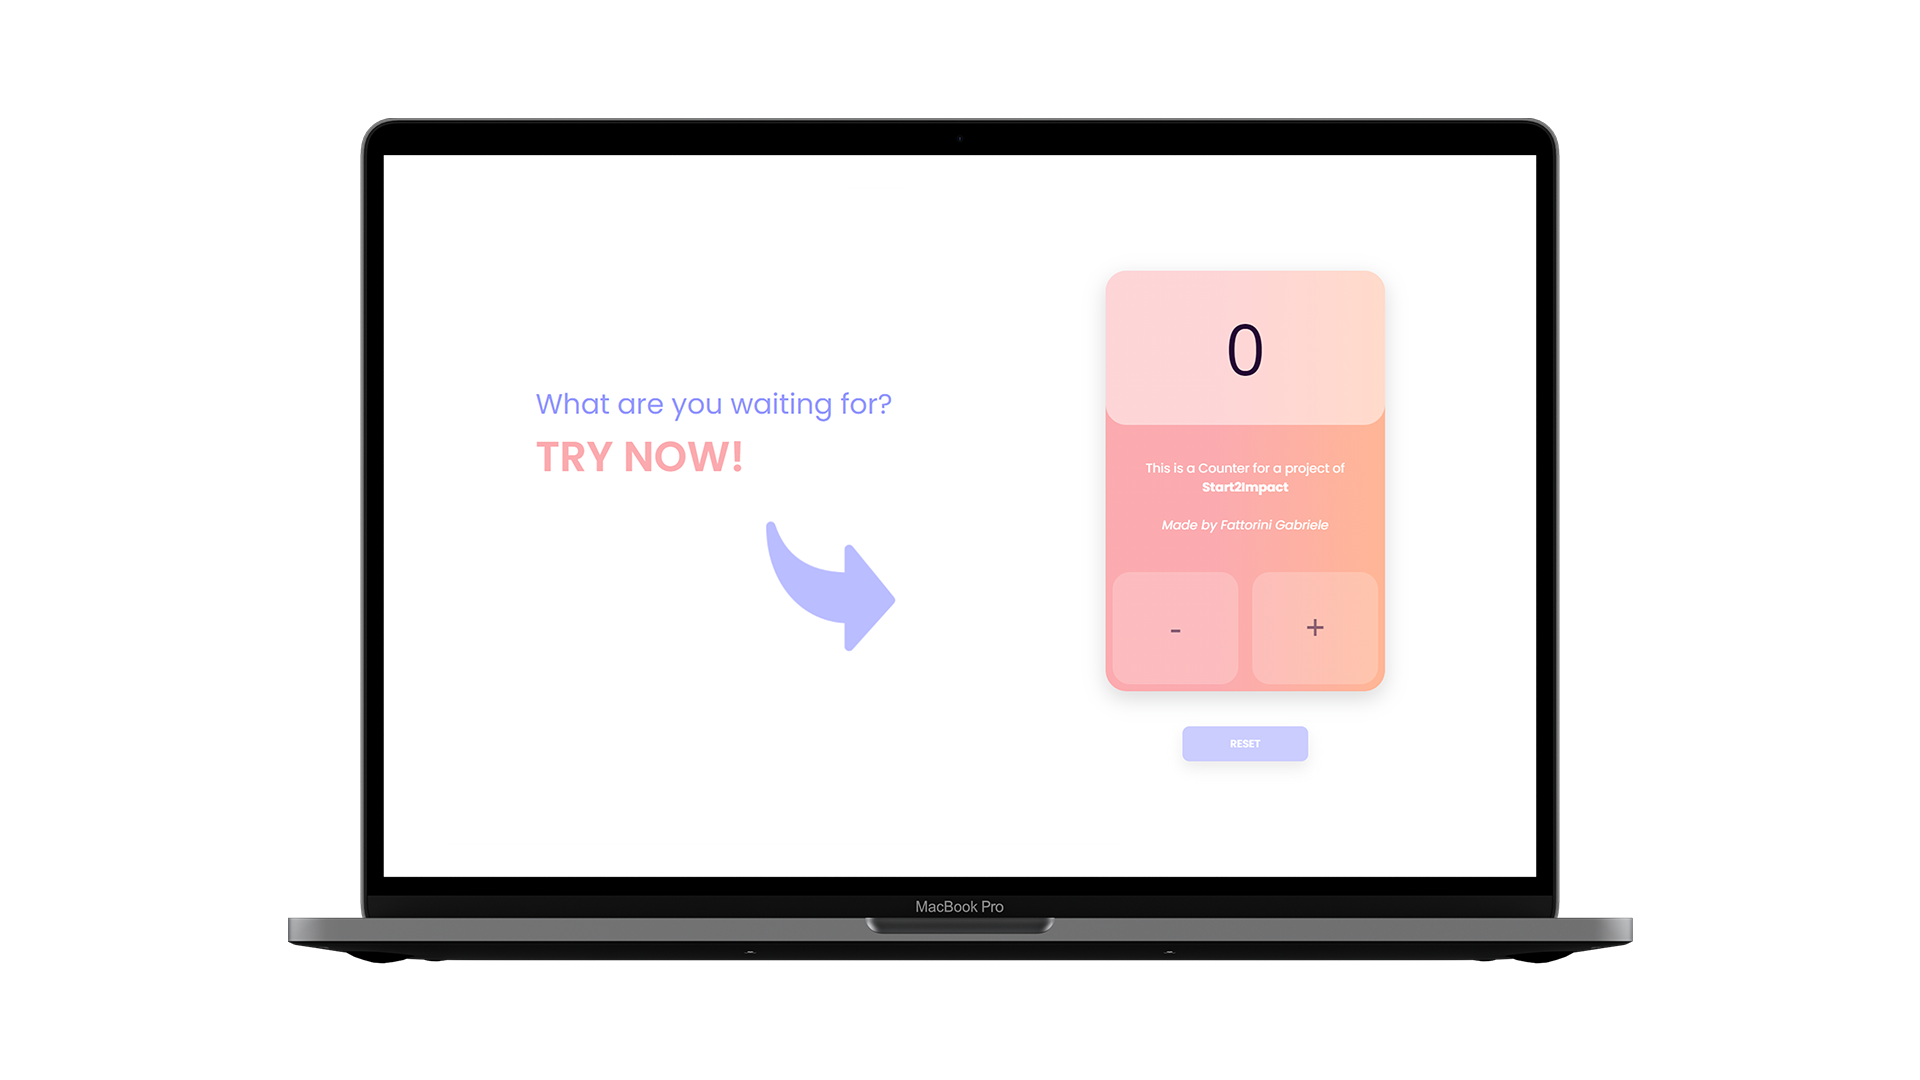 What are you waiting for?
TRY NOW!
0
This is a Counter for a project of
Start2Impact
Made by Fattorini Gabriele
- +
RESET
MacBook Pro